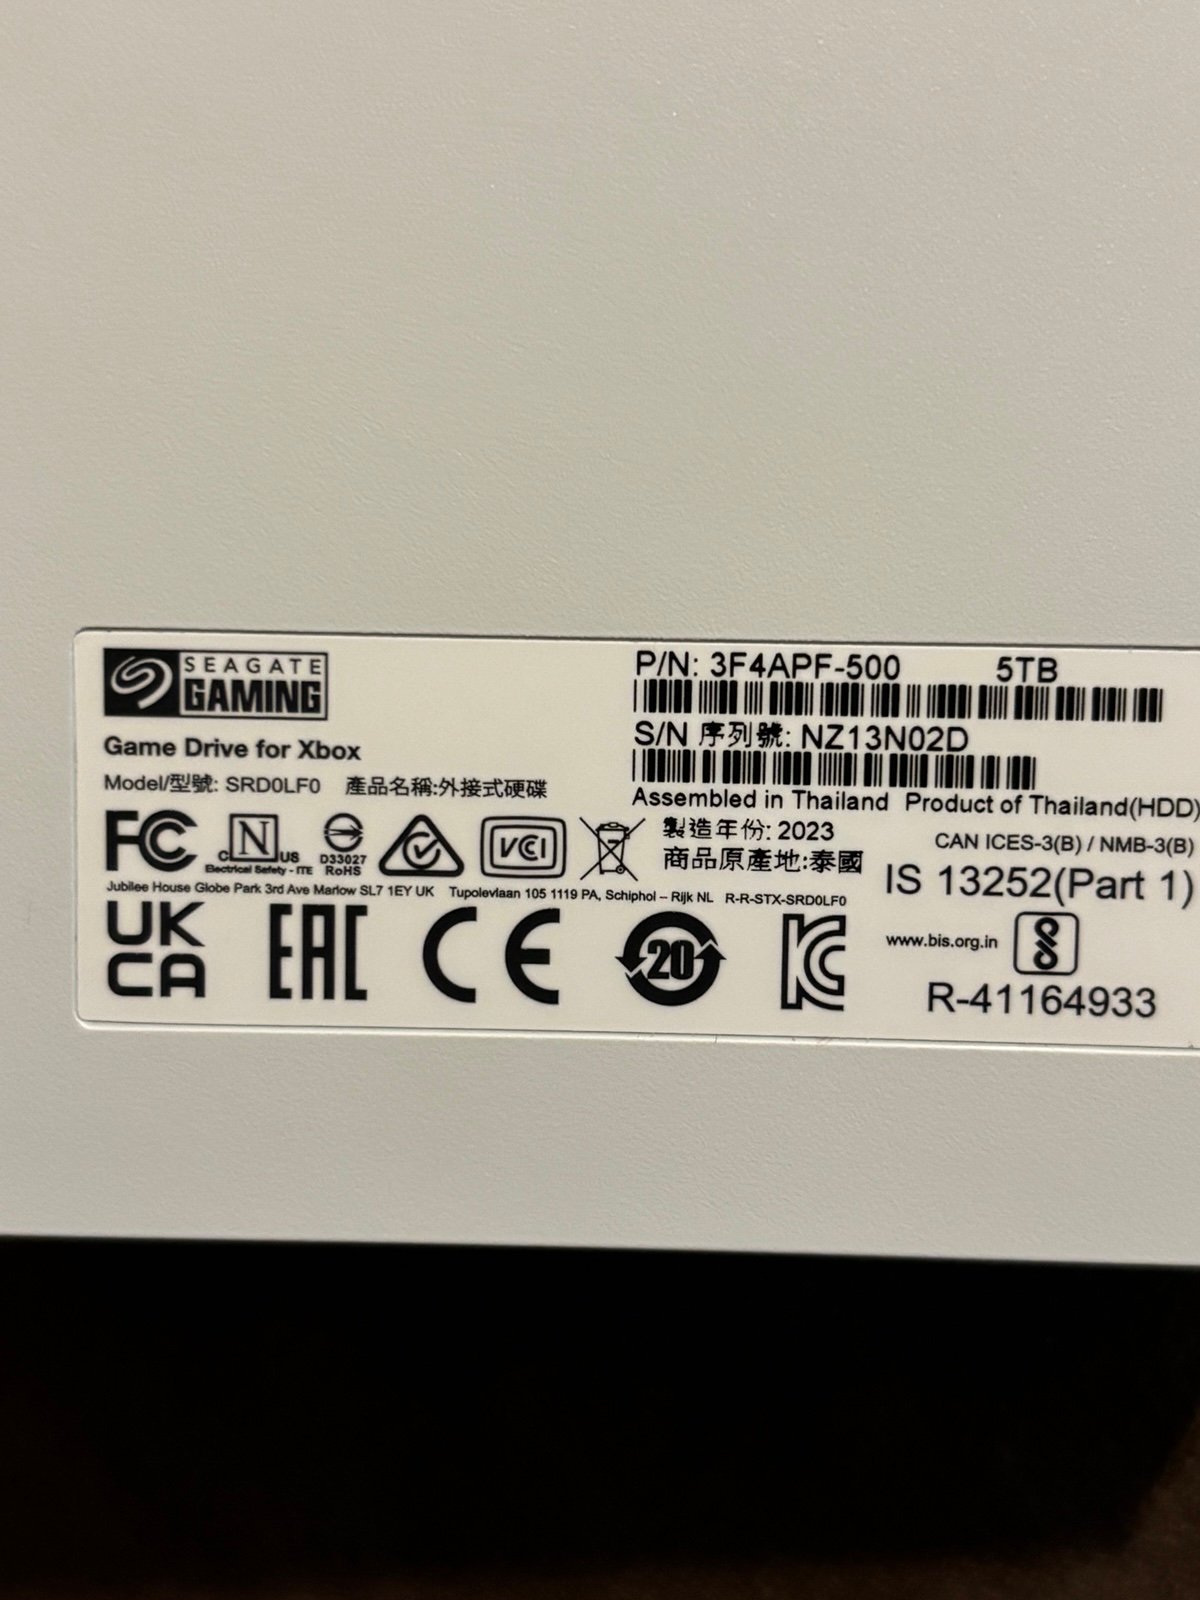 SEAGATE
GAMING
Game Drive for Xbox
Model/型號: SRD0LF0 產品名稱:外接式硬碟
P/N: 3F4APF-500 5TB
S/N 序列號: NZ13N02D
Assembled in Thailand Product of Thailand(HDD)
製造年份: 2023
商品原產地:泰國
CAN ICES-3(B) / NMB-3(B)
IS 13252(Part 1)
FC
C N US
Electrical Safety - ITE
D33027
RoHS
VCCI
Jubilee House Globe Park 3rd Ave Marlow SL7 1EY UK Tupolevlaan 105 1119 PA, Schiphol – Rijk NL R-R-STX-SRD0LF0
UK
CA
EAC
CE
20
KC
www.bis.org.in
R-41164933